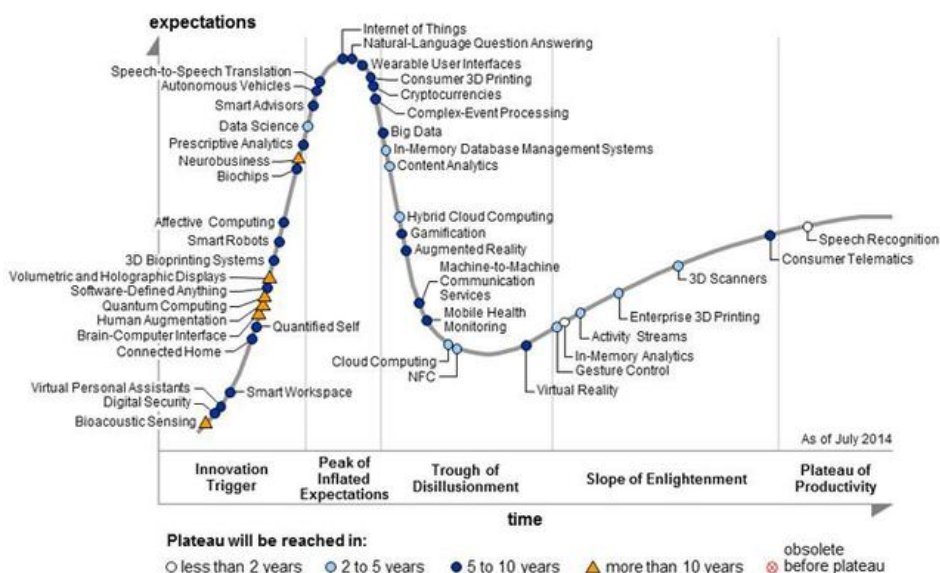 expectations
Internet of Things
Natural-Language Question Answering
Wearable User Interfaces
Speech-to-Speech Translation
Consumer 3D Printing
Autonomous Vehicles
Cryptocurrencies
Smart Advisors
Complex-Event Processing
Data Science
Big Data
Prescriptive Analytics
In-Memory Database Management Systems
Neurobusiness
Content Analytics
Biochips
Hybrid Cloud Computing
Affective Computing
Gamification
Smart Robots
Augmented Reality
3D Bioprinting Systems
Machine-to-Machine
Communication
Services
Volumetric and Holographic Displays
Software-Defined Anything
Quantum Computing
Human Augmentation
Brain-Computer Interface
Quantified Self
Connected Home
Mobile Health
Monitoring
Cloud Computing
NFC
Virtual Reality
Speech Recognition
Consumer Telematics
3D Scanners
Enterprise 3D Printing
Activity Streams
In-Memory Analytics
Gesture Control
Virtual Personal Assistants
Smart Workspace
Digital Security
Bioacoustic Sensing
As of July 2014
Innovation
Trigger
Peak of
Inflated
Expectations
Trough of
Disillusionment
Slope of Enlightenment
Plateau of
Productivity
time
Plateau will be reached in:
less than 2 years
2 to 5 years
5 to 10 years
more than 10 years
obsolete
before plateau